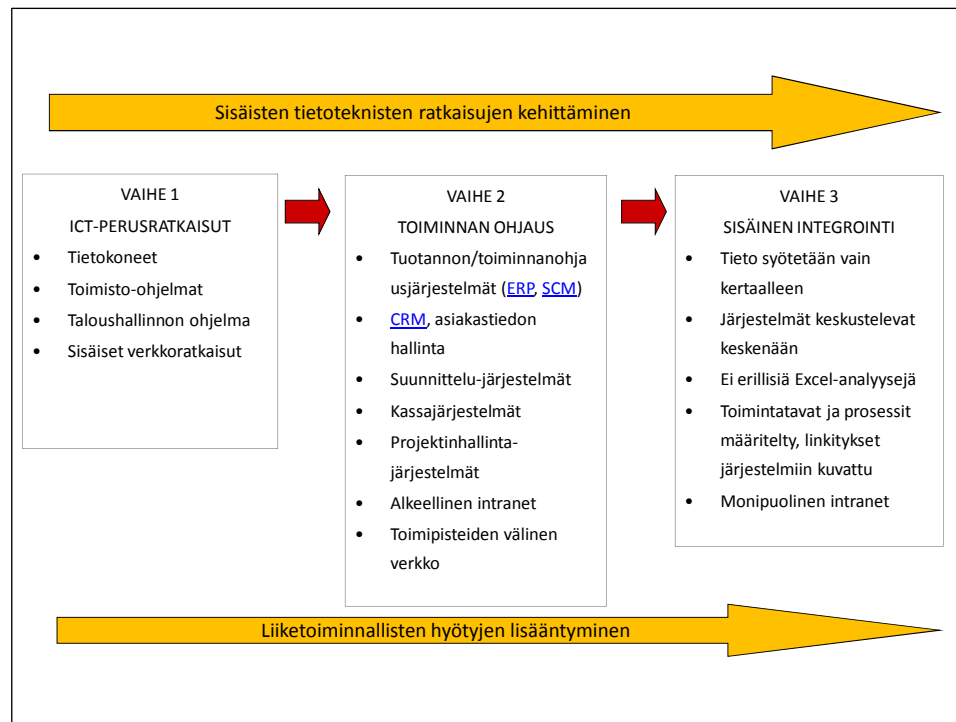 Sisäisten tietoteknisten ratkaisujen kehittäminen
VAIHE 1
ICT-PERUSRATKAISUT
• Tietokoneet
• Toimisto-ohjelmat
• Taloushallinnon ohjelma
• Sisäiset verkkoratkaisut
VAIHE 2
TOIMINNAN OHJAUS
• Tuotannon/toiminnanohja
usjärjestelmät (ERP, SCM)
• CRM, asiakastiedon
hallinta
• Suunnittelu-järjestelmät
• Kassajärjestelmät
• Projektinhallinta-
järjestelmät
• Alkeellinen intranet
• Toimipisteiden välinen
verkko
VAIHE 3
SISÄINEN INTEGROINTI
• Tieto syötetään vain
kertaalleen
• Järjestelmät keskustelevat
keskenään
• Ei erillisiä Excel-analyysejä
• Toimintatavat ja prosessit
määritelty, linkitykset
järjestelmiin kuvattu
• Monipuolinen intranet
Liiketoiminnallisten hyötyjen lisääntyminen